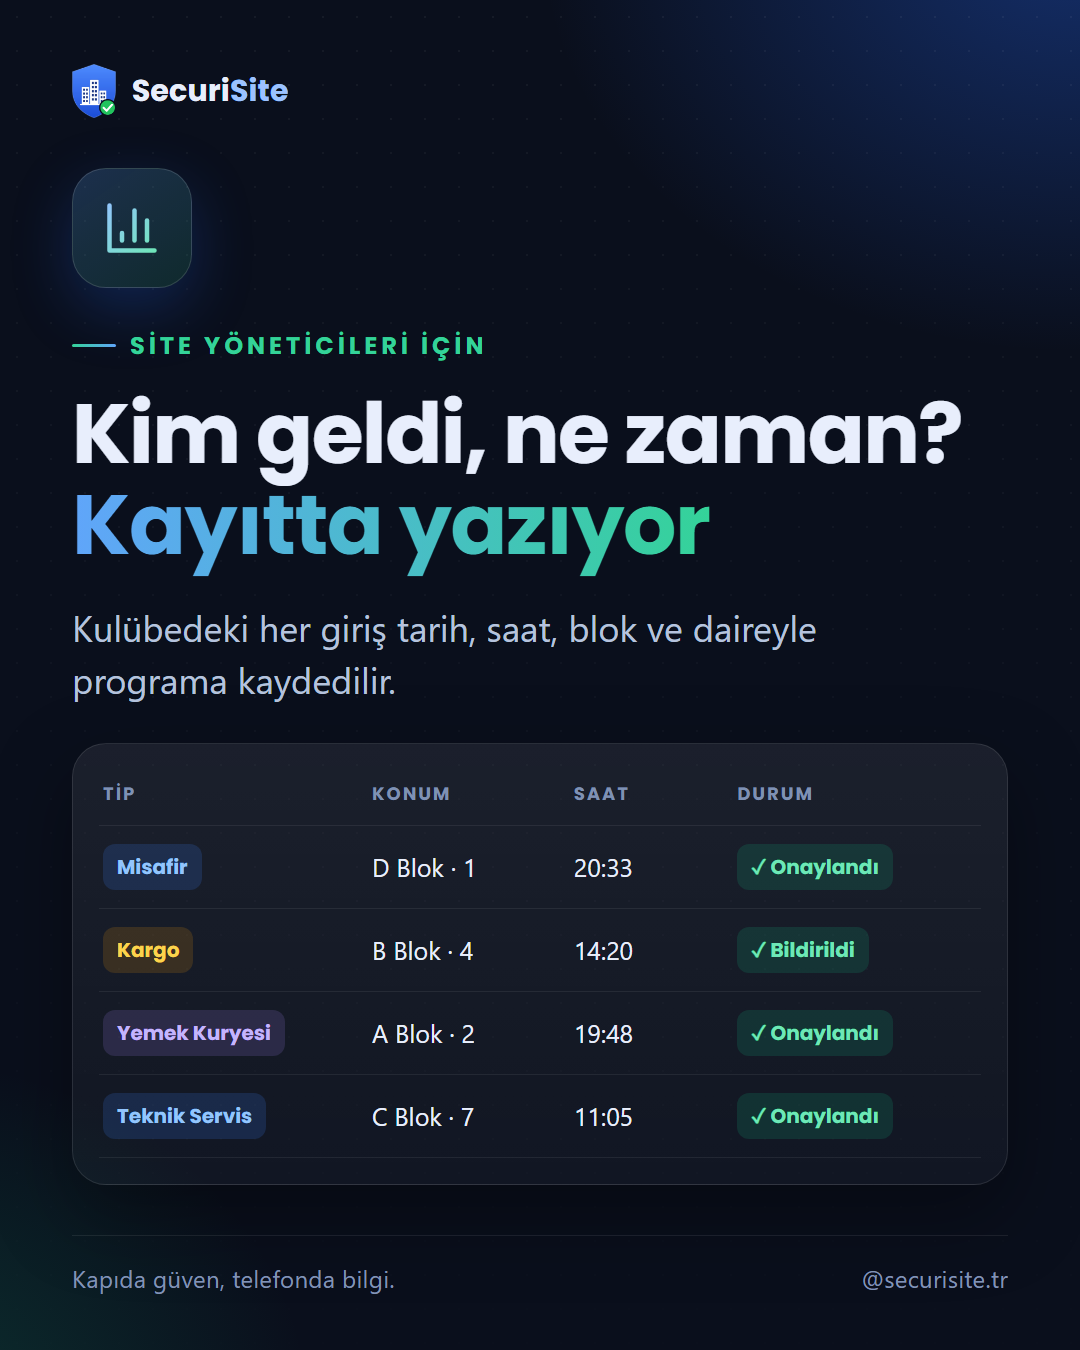 SecuriSite
SİTE YÖNETİCİLERİ İÇİN
Kim geldi, ne zaman?
Kayıtta yazıyor
Kulübedeki her giriş tarih, saat, blok ve daireyle
programa kaydedilir.
TİP KONUM SAAT DURUM
Misafir D Blok · 1 20:33 ✓ Onaylandı
Kargo B Blok · 4 14:20 ✓ Bildirildi
Yemek Kuryesi A Blok · 2 19:48 ✓ Onaylandı
Teknik Servis C Blok · 7 11:05 ✓ Onaylandı
Kapıda güven, telefonda bilgi. @securisite.tr